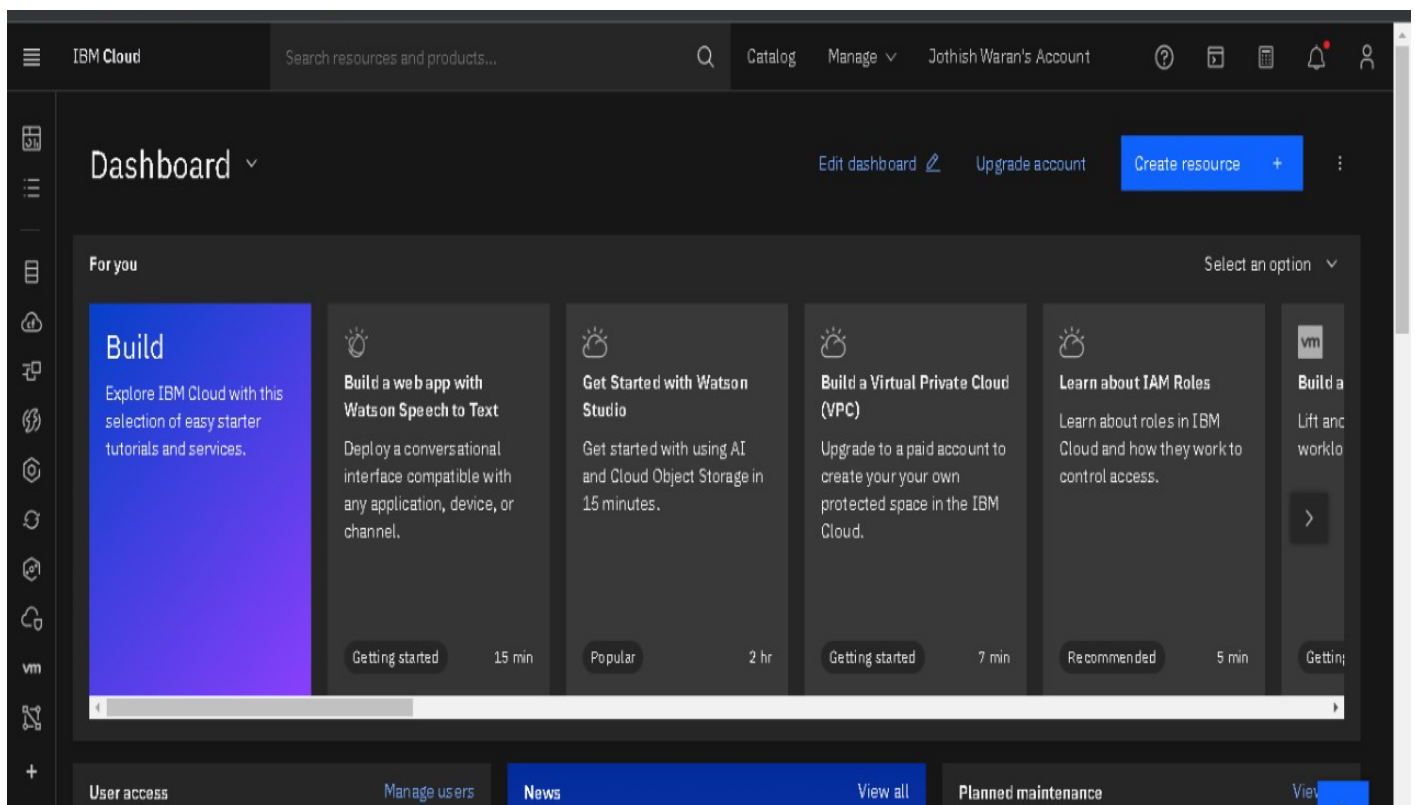 IBM Cloud
Search resources and products...
Catalog
Manage
Jothish Waran's Account
Dashboard
Edit dashboard
Upgrade account
Create resource +
For you
Select an option
Build
Explore IBM Cloud with this
selection of easy starter
tutorials and services.
Build a web app with
Watson Speech to Text
Deploy a conversational
interface compatible with
any application, device, or
channel.
Getting started
15 min
Get Started with Watson
Studio
Get started with using AI
and Cloud Object Storage in
15 minutes.
Popular
2 hr
Build a Virtual Private Cloud
(VPC)
Upgrade to a paid account to
create your your own
protected space in the IBM
Cloud.
Getting started
7 min
Learn about IAM Roles
Learn about roles in IBM
Cloud and how they work to
control access.
Recommended
5 min
vm
Build a
Lift and
worklo
Getting
vm
User access
Manage users
News
View all
Planned maintenance